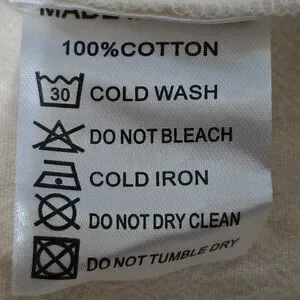 100%COTTON
30 COLD WASH
DO NOT BLEACH
COLD IRON
DO NOT DRY CLEAN
DO NOT TUMBLE DRY